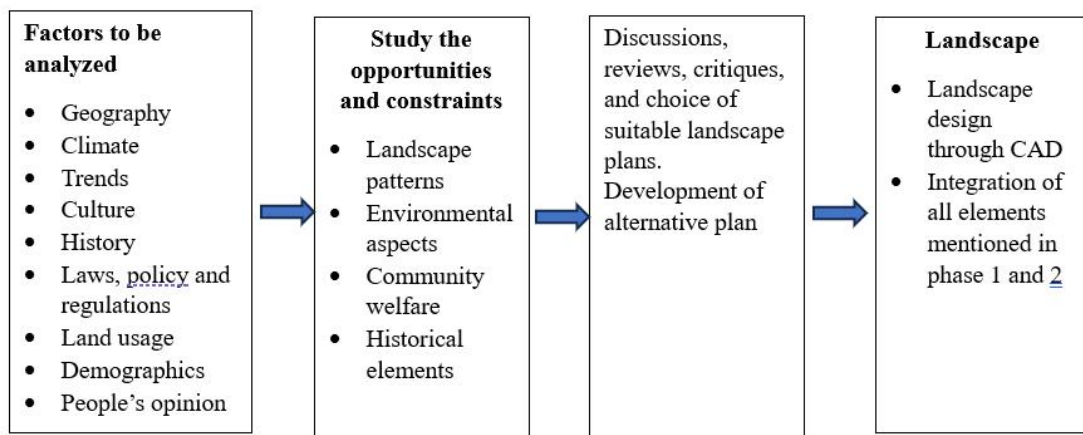 Factors to be
analyzed
• Geography
• Climate
• Trends
• Culture
• History
• Laws, policy and
regulations
• Land usage
• Demographics
• People’s opinion
Study the
opportunities
and constraints
• Landscape
patterns
• Environmental
aspects
• Community
welfare
• Historical
elements
Discussions,
reviews, critiques,
and choice of
suitable landscape
plans.
Development of
alternative plan
Landscape
• Landscape
design
through CAD
• Integration of
all elements
mentioned in
phase 1 and 2